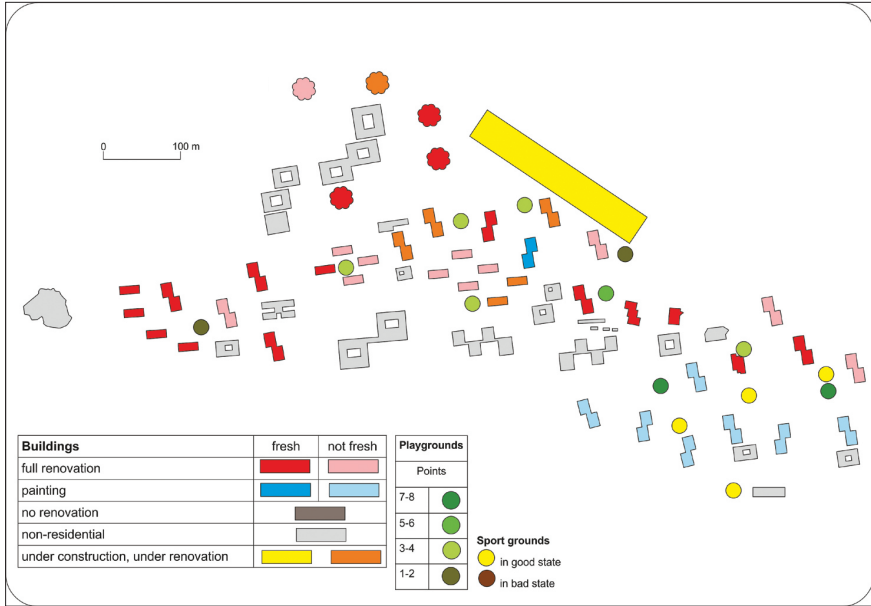 0
100 m
Buildings fresh not fresh
full renovation
painting
no renovation
non-residential
under construction, under renovation
Playgrounds
Points
7-8
5-6
3-4
1-2
Sport grounds
in good state
in bad state